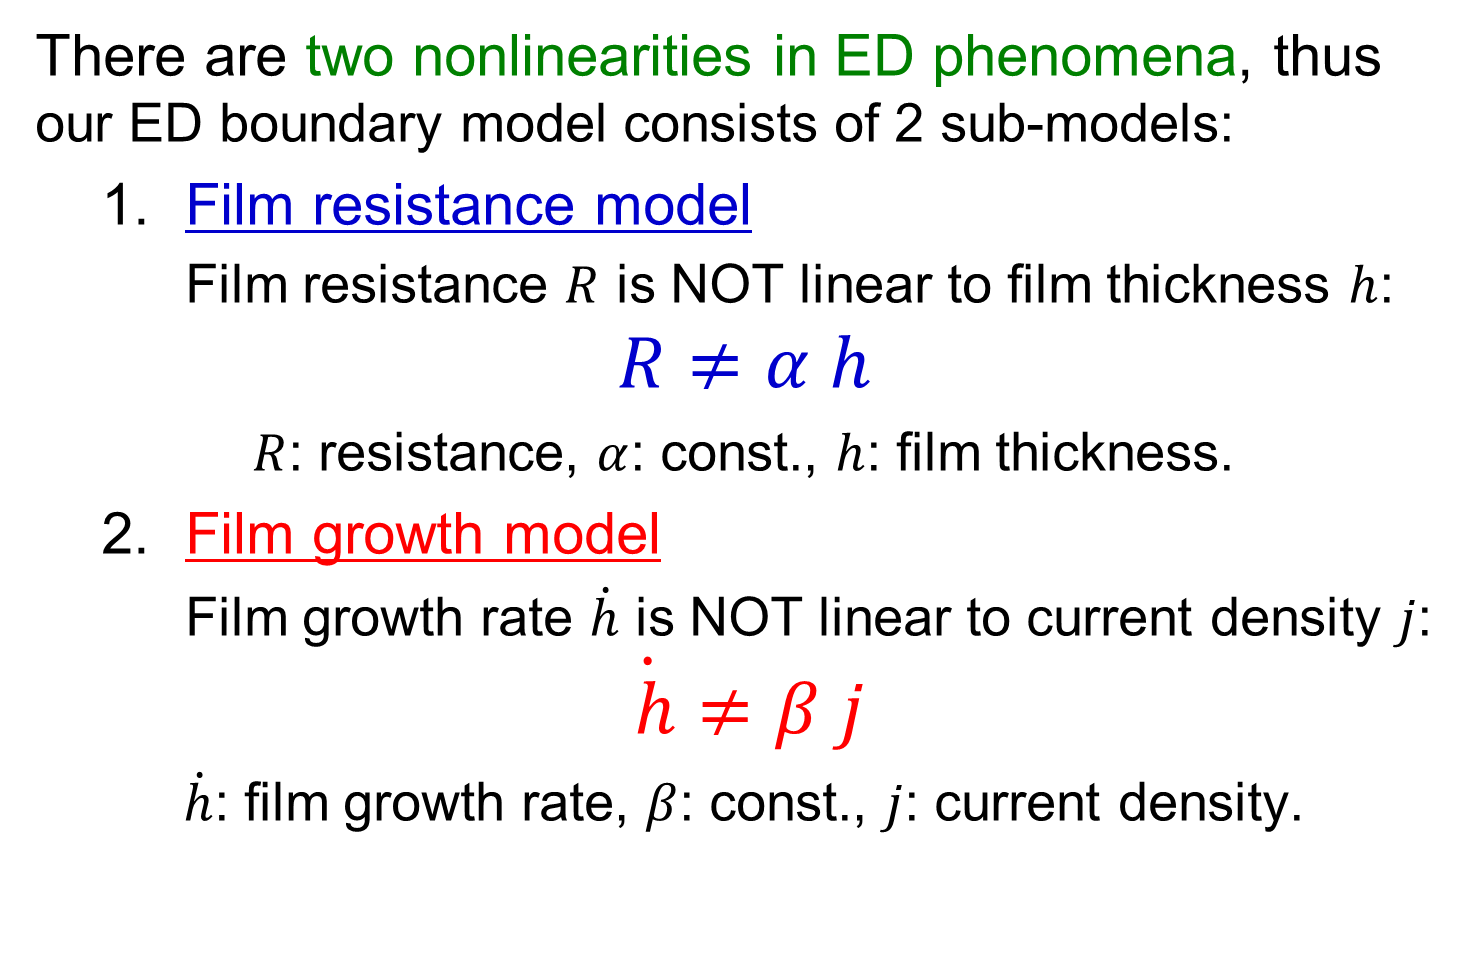 There are two nonlinearities in ED phenomena, thus
our ED boundary model consists of 2 sub-models:
1. Film resistance model
Film resistance 𝑅 is NOT linear to film thickness ℎ:
𝑅 ≠ 𝛼 ℎ
𝑅: resistance, 𝛼: const., ℎ: film thickness.
2. Film growth model
Film growth rate ℎ̇ is NOT linear to current density 𝑗:
ℎ̇ ≠ 𝛽 𝑗
ℎ̇: film growth rate, 𝛽: const., 𝑗: current density.